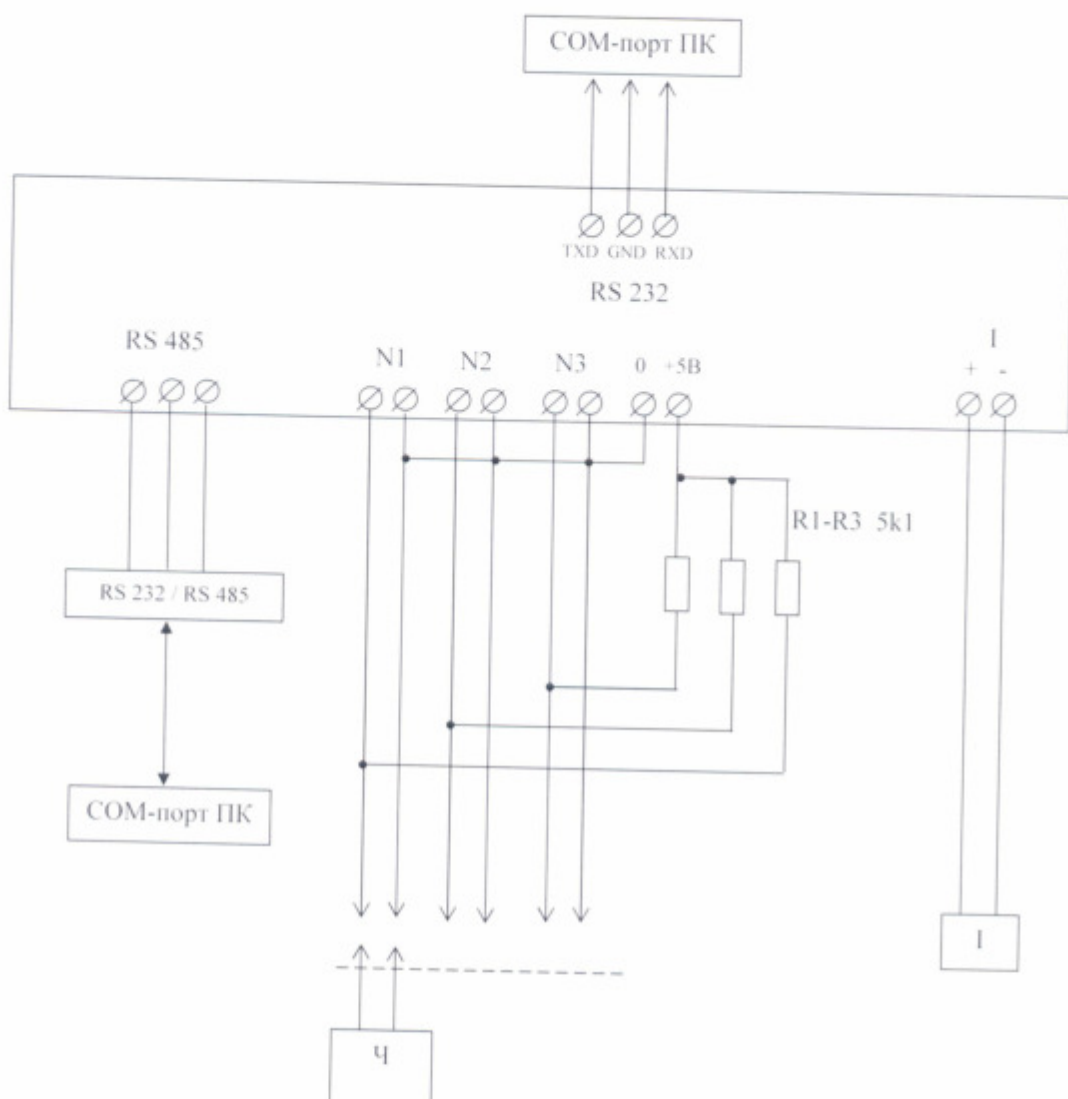 COM-порт ПК
TXD GND RXD
RS 232
RS 485
N1 N2 N3 0 +5В
I
+ -
R1-R3 5k1
RS 232 / RS 485
COM-порт ПК
I
Ч